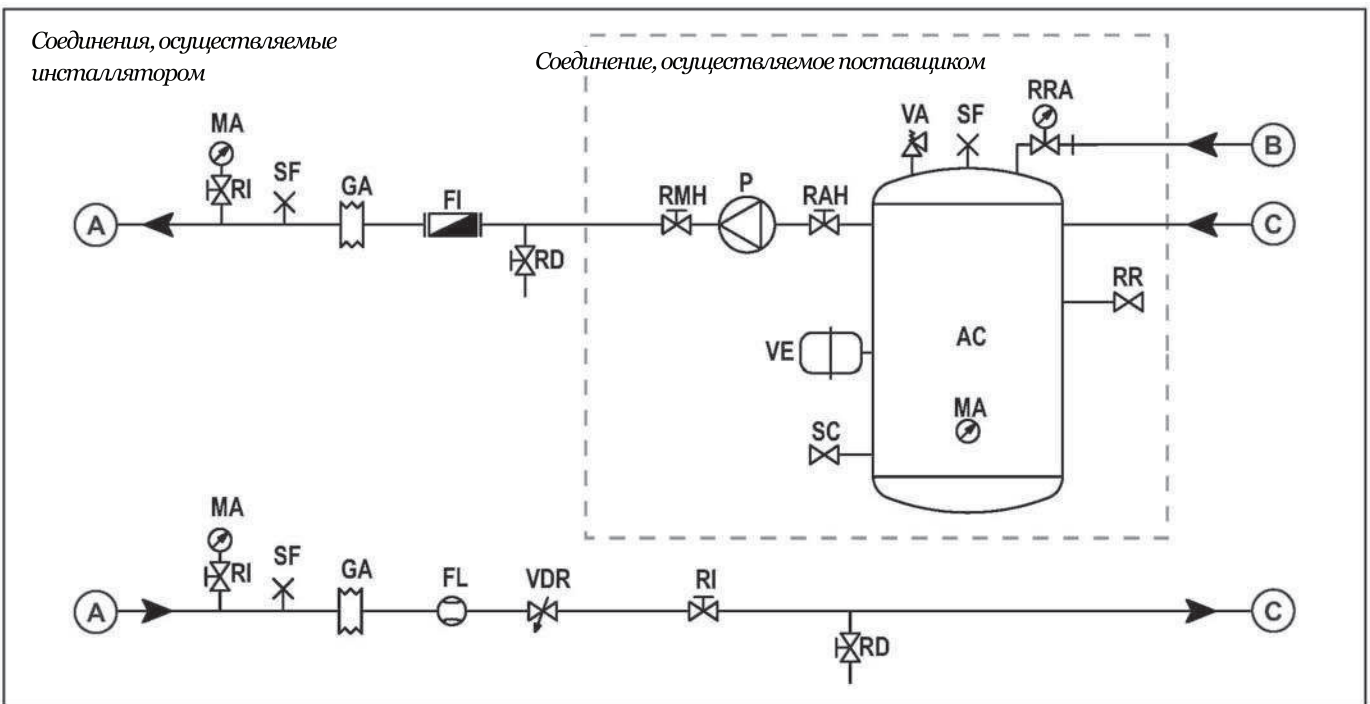 Соединения, осуществляемые
инсталлятором
Соединение, осуществляемое поставщиком
RRA
VA
SF
B
MA
SF
RI
GA
FI
RMH
P
RAH
A
C
RD
RR
VE
AC
MA
SC
MA
SF
RI
GA
FL
VDR
RI
A
C
RD